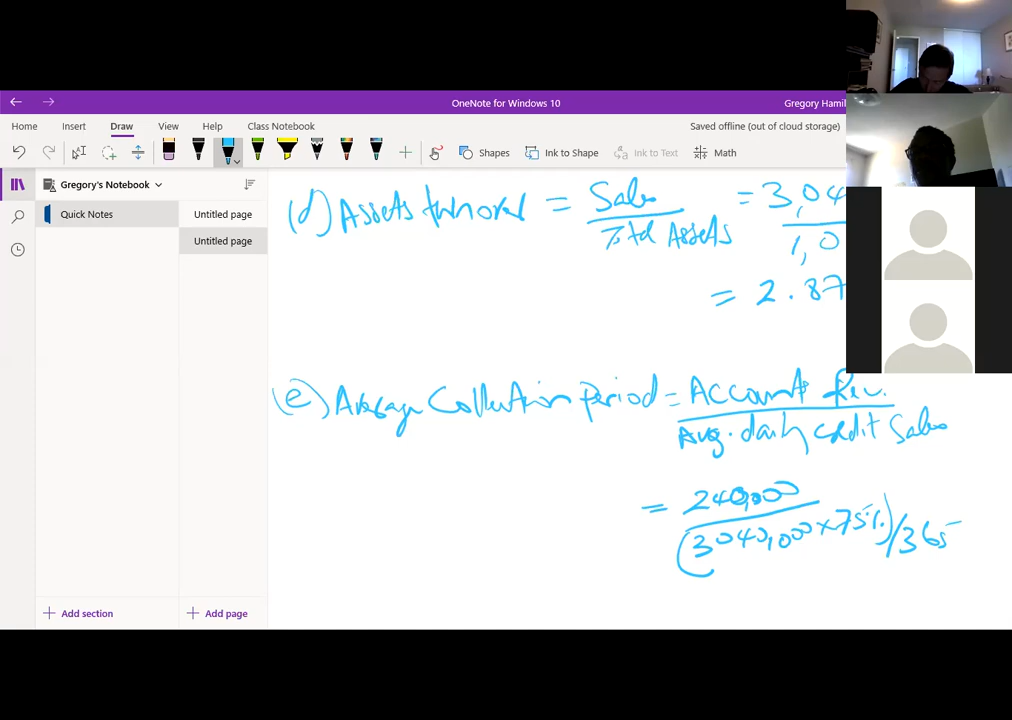 OneNote for Windows 10
Gregory Hamil
Home Insert Draw View Help Class Notebook
Saved offline (out of cloud storage)
Shapes Ink to Shape Ink to Text Math
Gregory's Notebook
Quick Notes
Untitled page
Untitled page
(d) Assets turnover = Sales / Total Assets = 3,04 / 1,0
= 2.87
(e) Average Collection Period = Accounts Rec. / Avg. daily credit Sales
= 240,000 / (3040,000 x 75%)/365
Add section
Add page